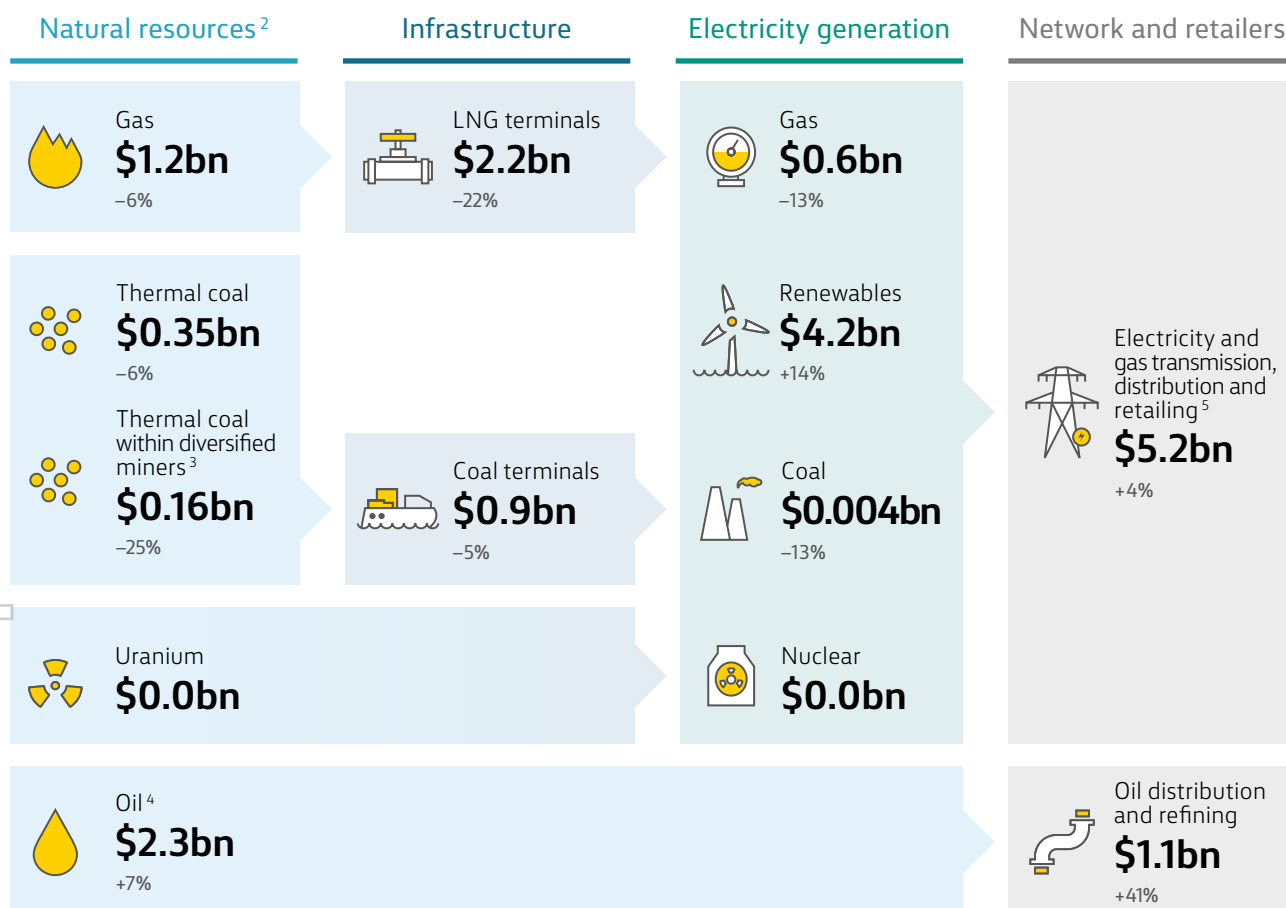 Natural resources 2
Infrastructure
Electricity generation
Network and retailers
Gas
$1.2bn
–6%
LNG terminals
$2.2bn
–22%
Gas
$0.6bn
–13%
Thermal coal
$0.35bn
–6%
Renewables
$4.2bn
+14%
Thermal coal
within diversified
miners 3
$0.16bn
–25%
Coal terminals
$0.9bn
–5%
Coal
$0.004bn
–13%
Electricity and
gas transmission,
distribution and
retailing 5
$5.2bn
+4%
Uranium
$0.0bn
Nuclear
$0.0bn
Oil 4
$2.3bn
+7%
Oil distribution
and refining
$1.1bn
+41%